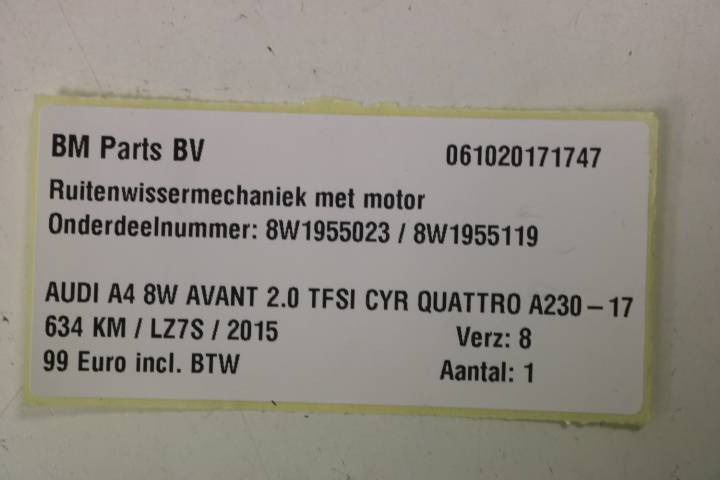 BM Parts BV 061020171747
Ruitenwissermechaniek met motor
Onderdeelnummer: 8W1955023 / 8W1955119
AUDI A4 8W AVANT 2.0 TFSI CYR QUATTRO A230-17
634 KM / LZ7S / 2015 Verz: 8
99 Euro incl. BTW Aantal: 1